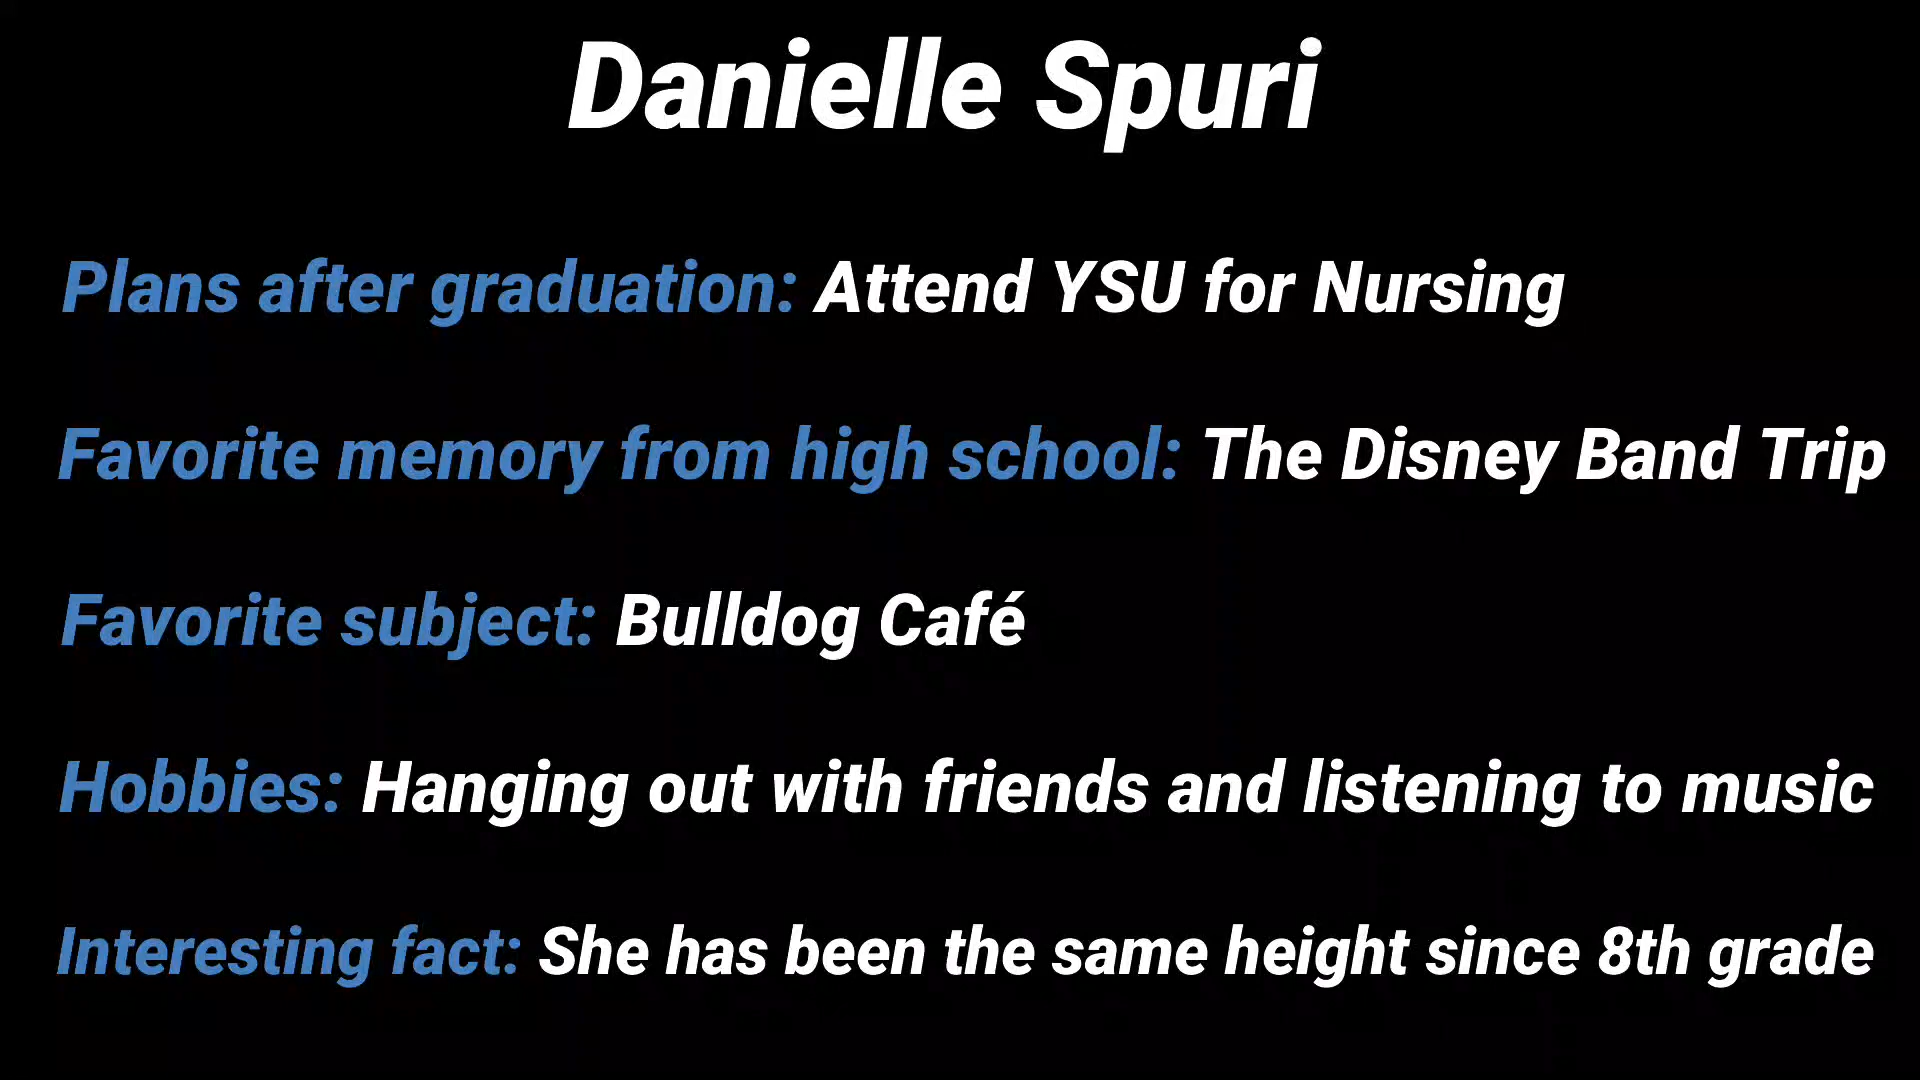 Danielle Spuri
Plans after graduation: Attend YSU for Nursing
Favorite memory from high school: The Disney Band Trip
Favorite subject: Bulldog Café
Hobbies: Hanging out with friends and listening to music
Interesting fact: She has been the same height since 8th grade